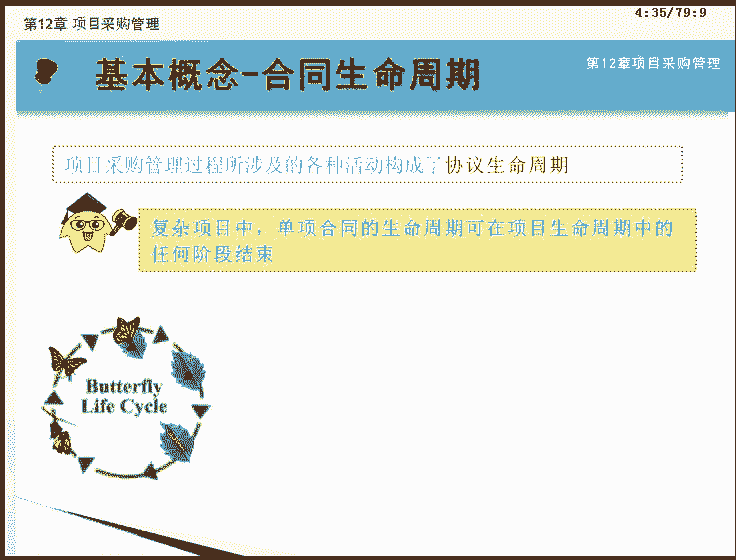 第12章 项目采购管理
4:35/79:9
基本概念-合同生命周期
第12章项目采购管理
项目采购管理过程所涉及的各种活动构成了协议生命周期
复杂项目中，单项合同的生命周期可在项目生命周期中的
任何阶段结束
Butterfly
Life Cycle